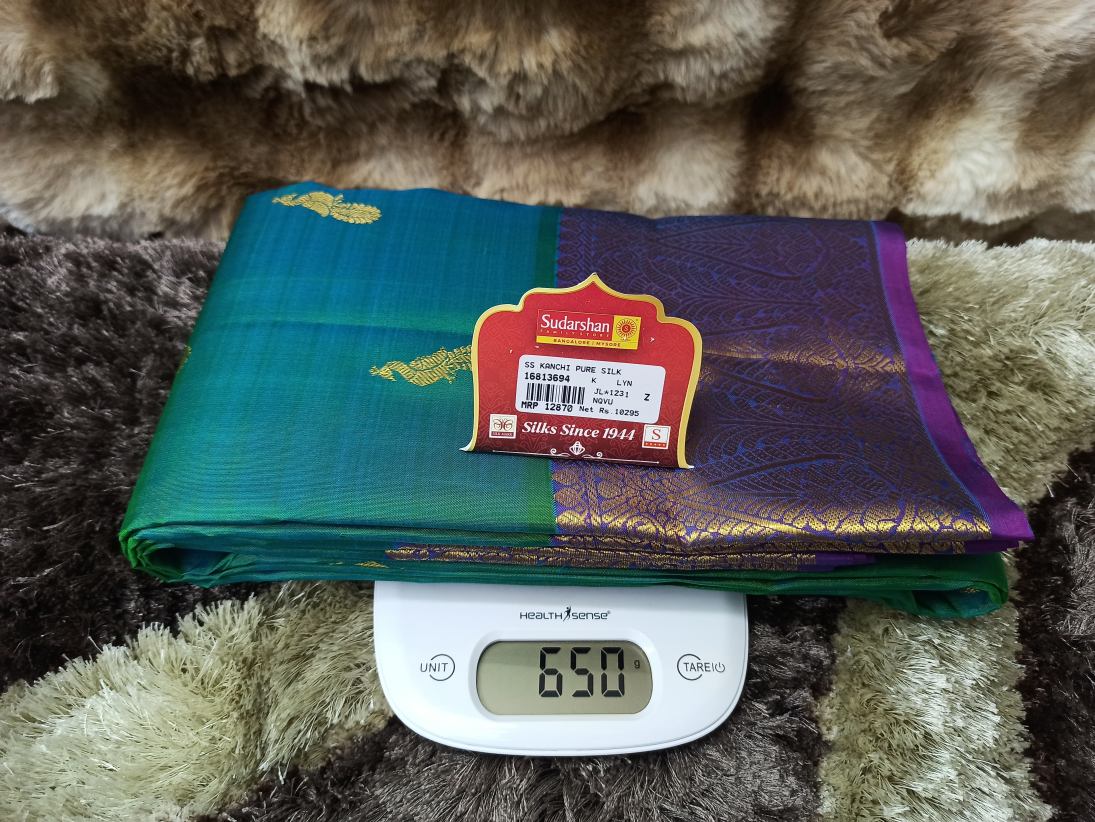 Sudarshan
FAMILY STORE
BANGALORE / MYSORE
SS KANCHI PURE SILK
16813694 K LYN
JL*1231 Z
NQVU
MRP 12870 Net Rs.10295
Silks Since 1944
S
HEALTH SENSE®
UNIT
650 g
TARE